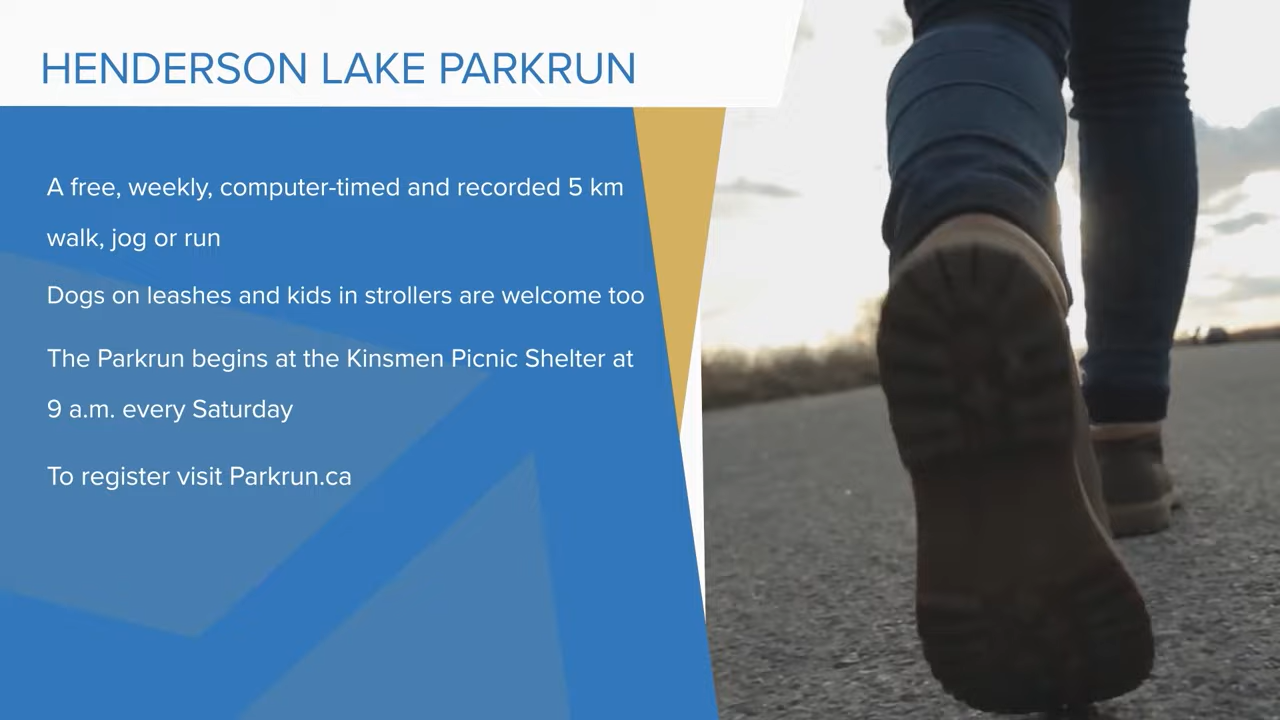 HENDERSON LAKE PARKRUN
A free, weekly, computer-timed and recorded 5 km
walk, jog or run
Dogs on leashes and kids in strollers are welcome too
The Parkrun begins at the Kinsmen Picnic Shelter at
9 a.m. every Saturday
To register visit Parkrun.ca